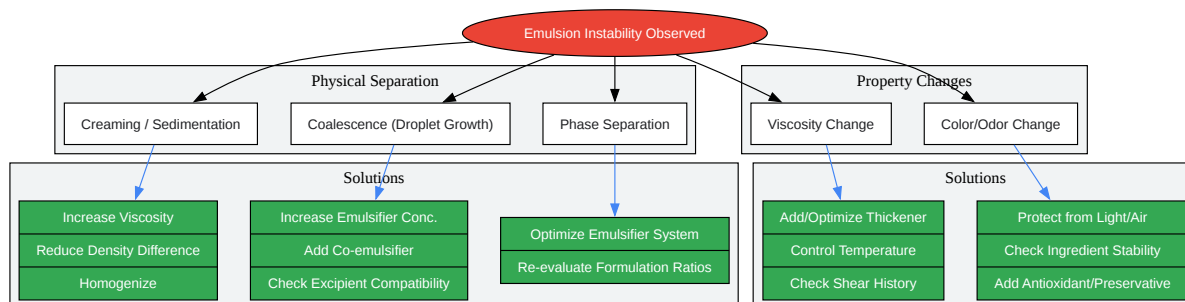 Emulsion Instability Observed
Physical Separation
Property Changes
Creaming / Sedimentation
Coalescence (Droplet Growth)
Phase Separation
Viscosity Change
Color/Odor Change
Solutions
Solutions
Increase Viscosity
Reduce Density Difference
Homogenize
Increase Emulsifier Conc.
Add Co-emulsifier
Check Excipient Compatibility
Optimize Emulsifier System
Re-evaluate Formulation Ratios
Add/Optimize Thickener
Control Temperature
Check Shear History
Protect from Light/Air
Check Ingredient Stability
Add Antioxidant/Preservative